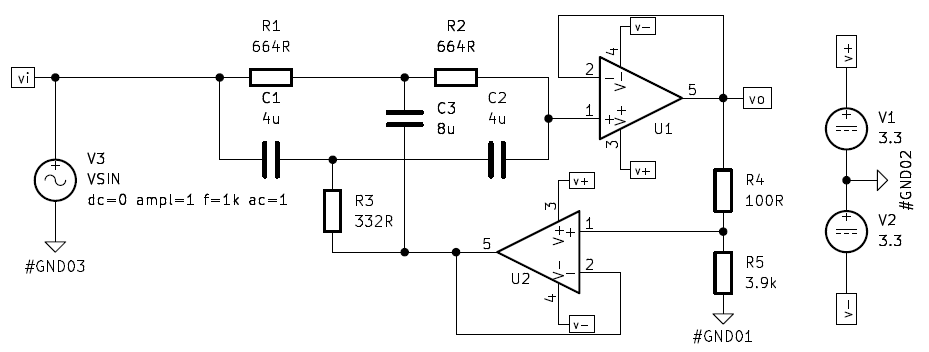 vi
V3
VSIN
dc=0 ampl=1 f=1k ac=1
#GND03
R1
664R
C1
4u
R2
664R
C3
8u
C2
4u
R3
332R
v-
4
2
V-
1
V+
3
5
U1
v+
vo
v+
3
V+
1
5
U2
V-
2
4
v-
R4
100R
R5
3.9k
#GND01
v+
V1
3.3
#GND02
V2
3.3
v-